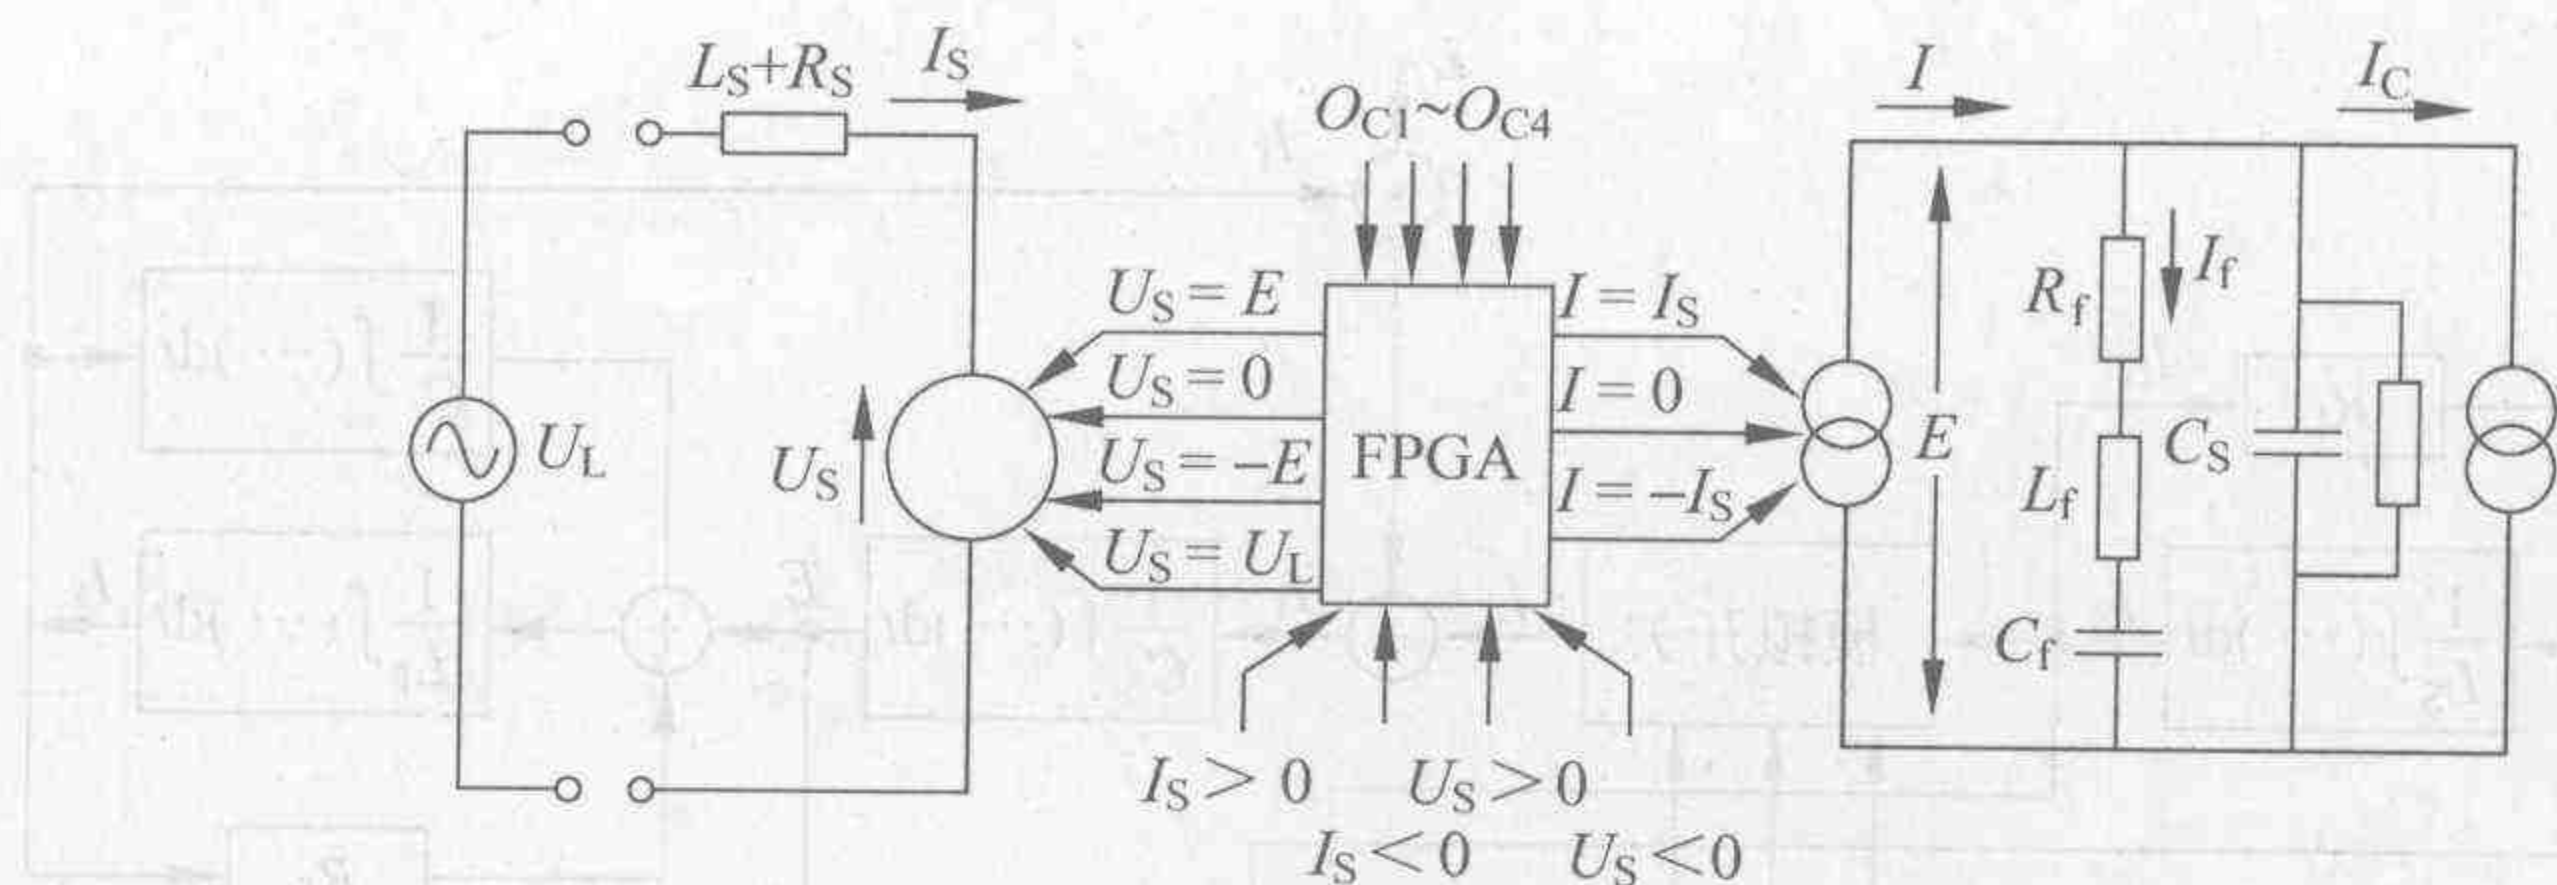 L_S+R_S
I_S
O_C1~O_C4
I
I_C
U_S=E
U_S=0
U_S=-E
U_S=U_L
FPGA
I=I_S
I=0
I=-I_S
U_L
U_S
E
R_f
I_f
L_f
C_S
C_f
I_S>0
U_S>0
I_S<0
U_S<0